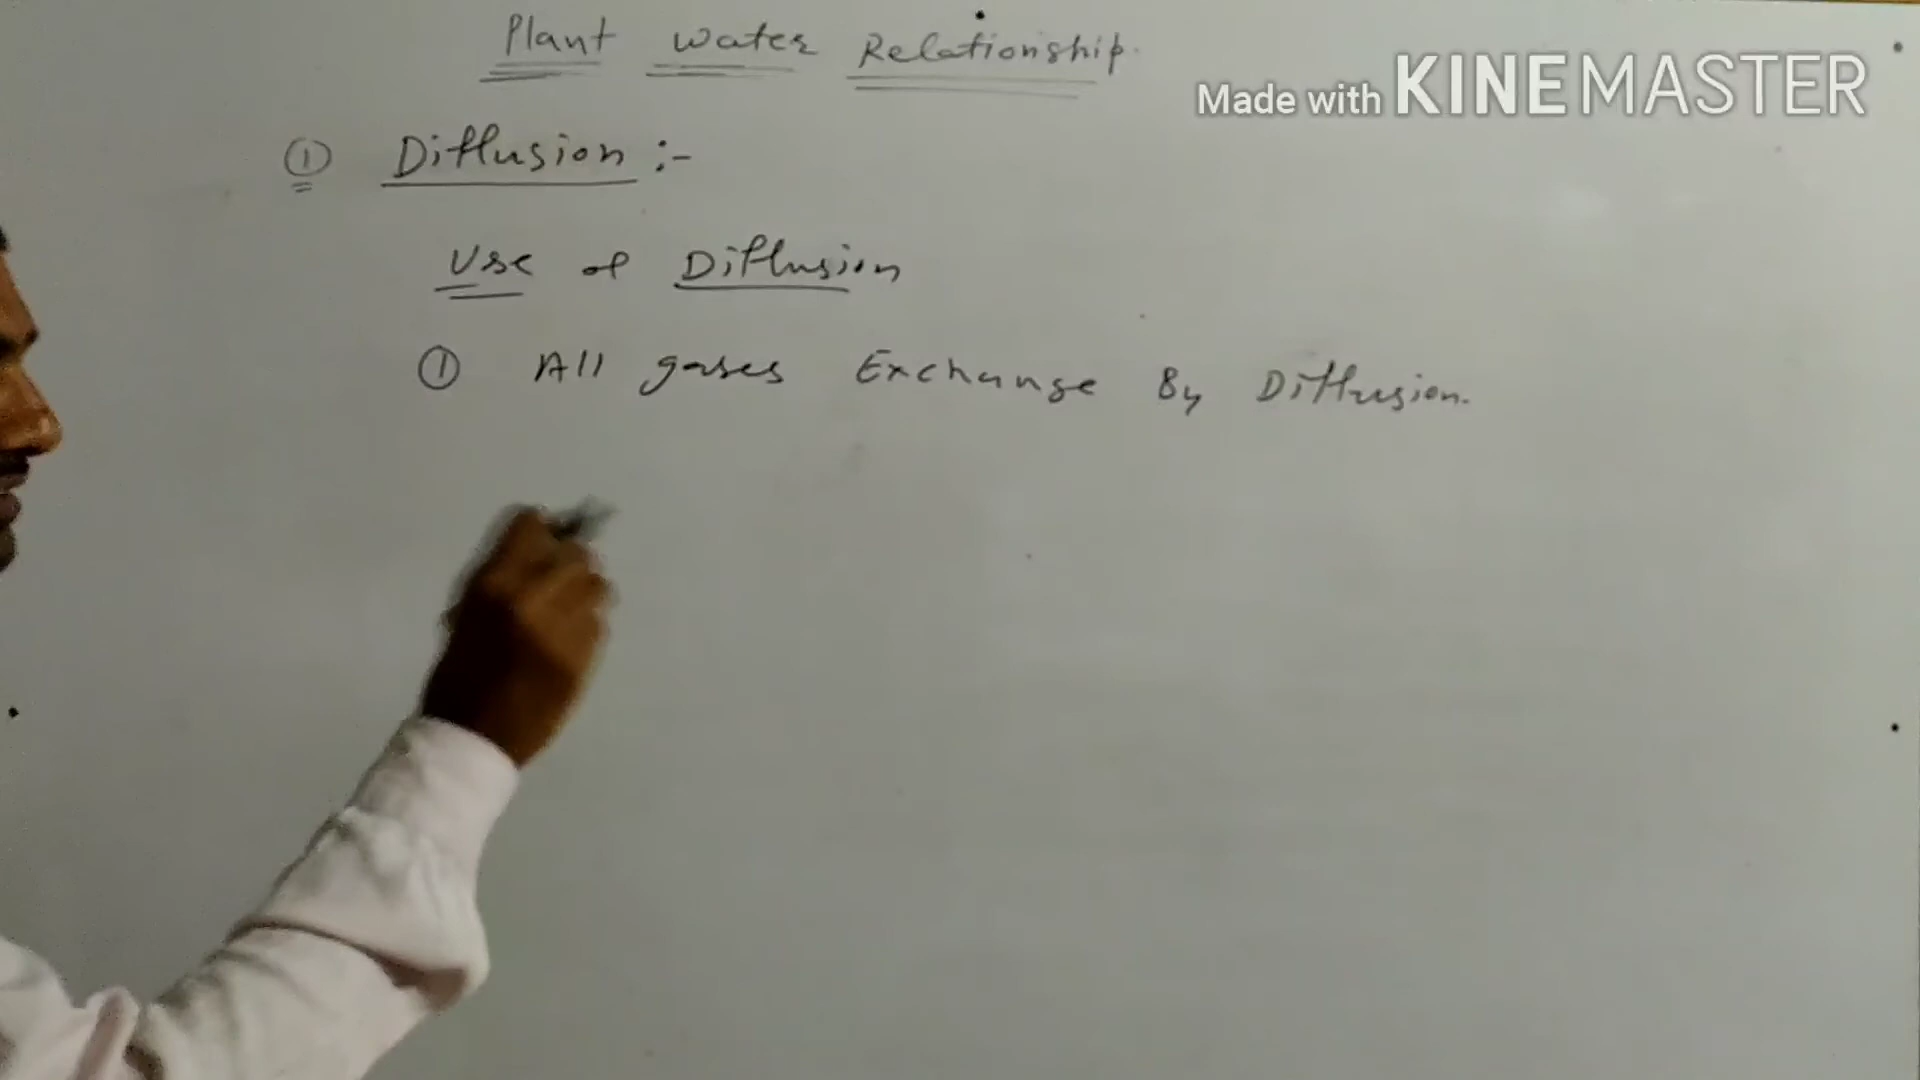 Plant water Relationship.
Made with KINEMASTER
① Diffusion :-
Use of Diffusion
① All gases Exchange By Diffusion.